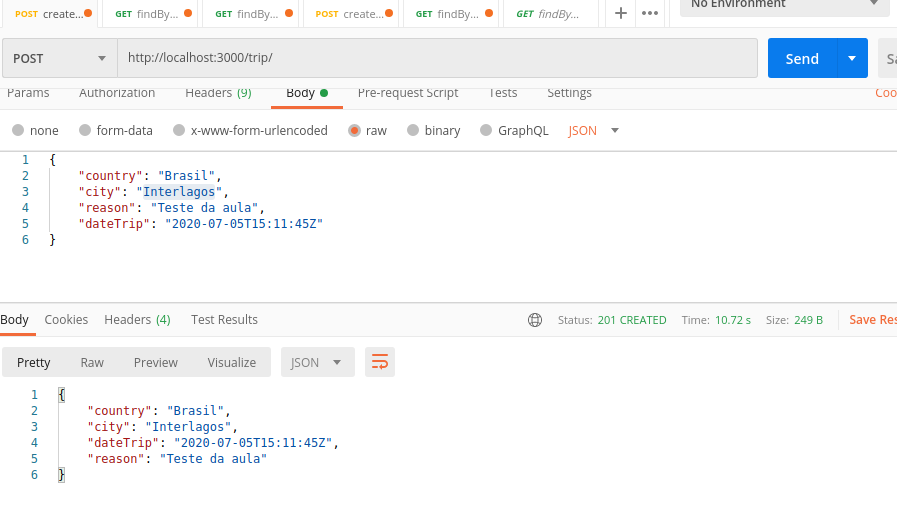 POST create... GET findBy... GET findBy... POST create... GET findBy... GET findBy... + ••• No Environment
POST http://localhost:3000/trip/ Send
Params Authorization Headers (9) Body Pre-request Script Tests Settings
none form-data x-www-form-urlencoded raw binary GraphQL JSON
1 {
2 "country": "Brasil",
3 "city": "Interlagos",
4 "reason": "Teste da aula",
5 "dateTrip": "2020-07-05T15:11:45Z"
6 }
Body Cookies Headers (4) Test Results Status: 201 CREATED Time: 10.72 s Size: 249 B Save Res
Pretty Raw Preview Visualize JSON
1 {
2 "country": "Brasil",
3 "city": "Interlagos",
4 "dateTrip": "2020-07-05T15:11:45Z",
5 "reason": "Teste da aula"
6 }